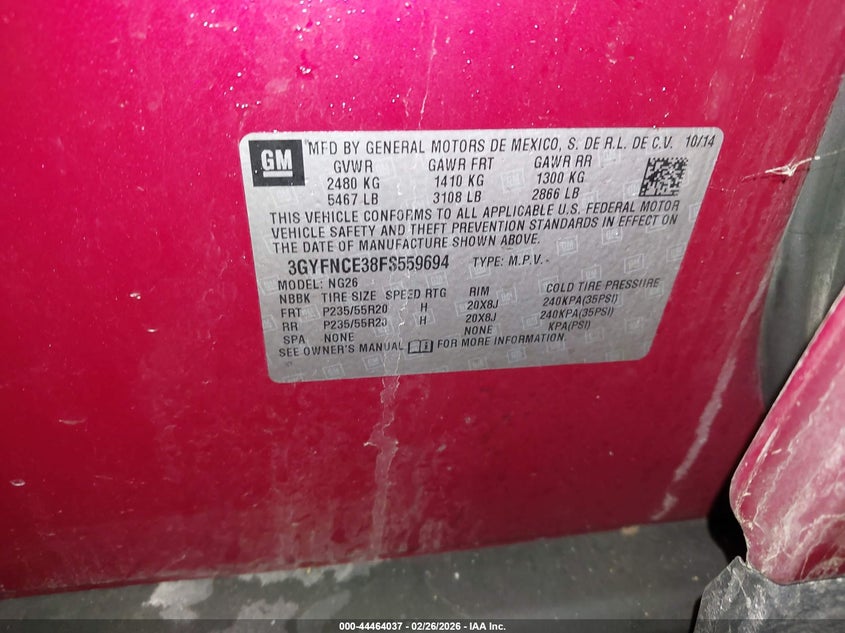 GM
MFD BY GENERAL MOTORS DE MEXICO, S. DE R.L. DE C.V. 10/14
GVWR GAWR FRT GAWR RR
2480 KG 1410 KG 1300 KG
5467 LB 3108 LB 2866 LB
THIS VEHICLE CONFORMS TO ALL APPLICABLE U.S. FEDERAL MOTOR
VEHICLE SAFETY AND THEFT PREVENTION STANDARDS IN EFFECT ON
THE DATE OF MANUFACTURE SHOWN ABOVE.
3GYFNCE38FS559694 TYPE: M.P.V. -
MODEL: NG26
NBBK TIRE SIZE SPEED RTG RIM COLD TIRE PRESSURE
FRT P235/55R20 H 20X8J 240KPA(35PSI)
RR P235/55R20 H 20X8J 240KPA(35PSI)
SPA NONE NONE KPA(PSI)
SEE OWNER'S MANUAL FOR MORE INFORMATION.
000-44464037 - 02/26/2026 - IAA Inc.